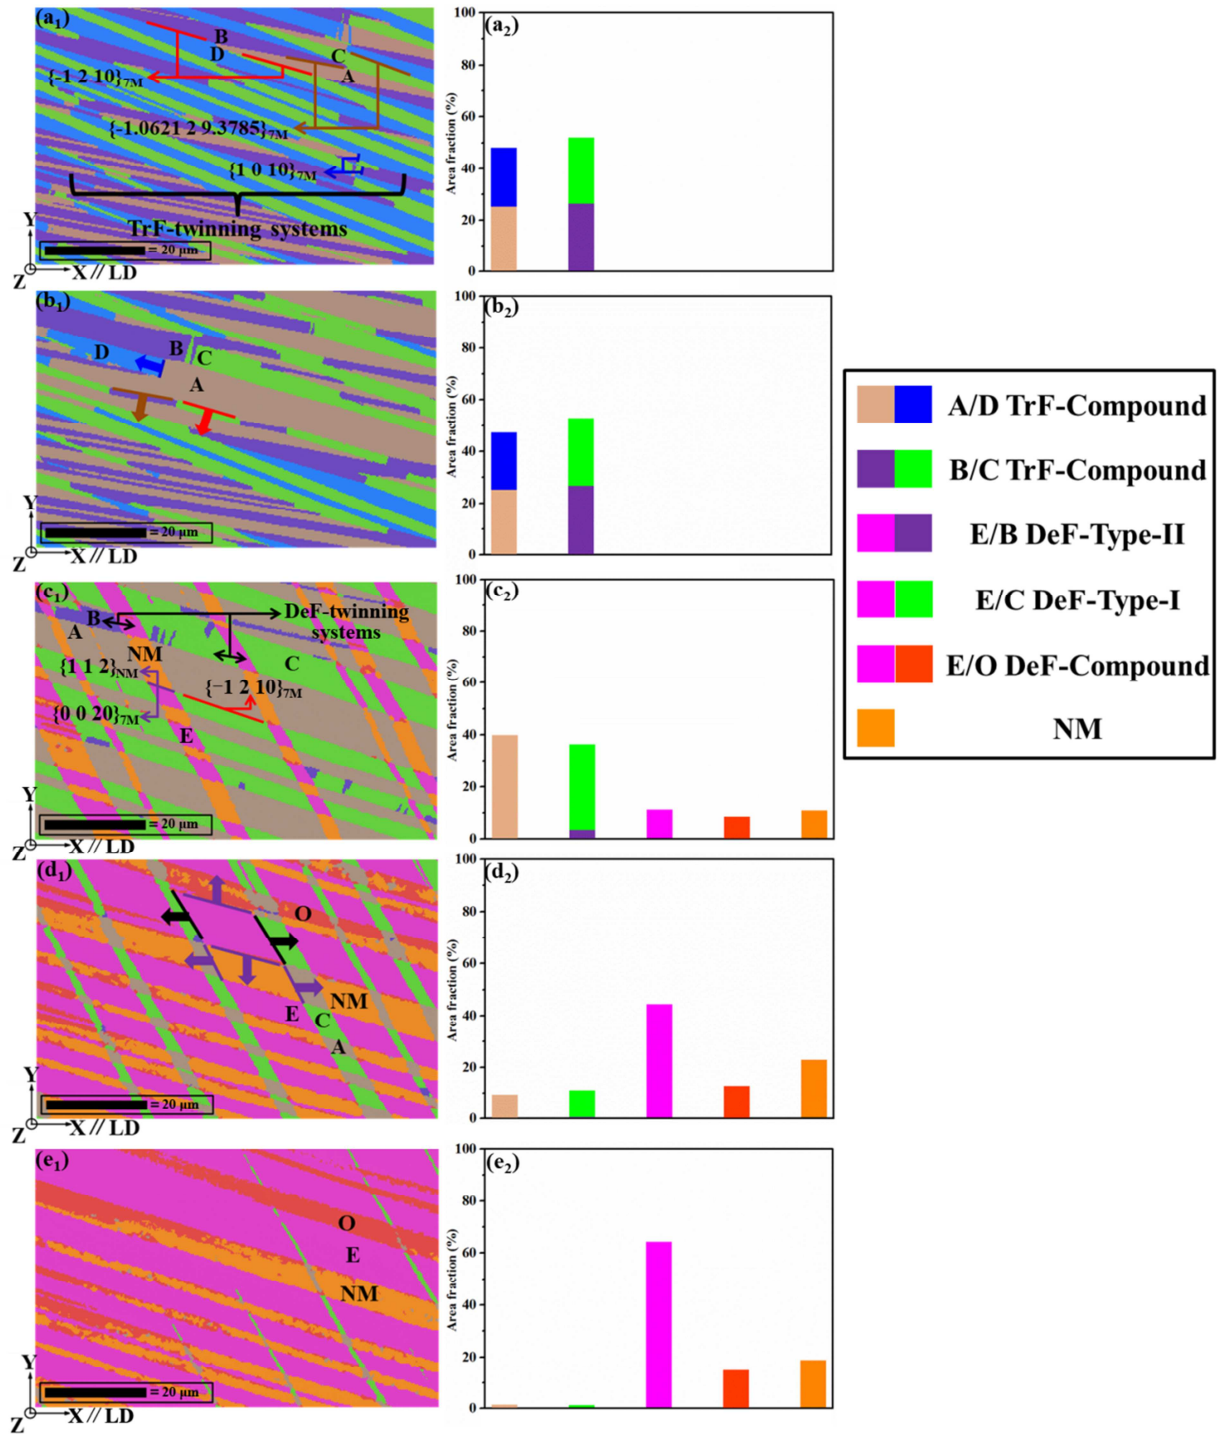 (a₁)
B
D
C
A
{-1 2 10}7M
{-1.0621 2 9.3785}7M
{1 0 10}7M
TrF-twinning systems
Y
= 20 μm
Z
X // LD
(a₂)
Area fraction (%)
100
80
60
40
20
0
(b₁)
D
B
C
A
Y
= 20 μm
Z
X // LD
(b₂)
Area fraction (%)
100
80
60
40
20
0
A/D TrF-Compound
B/C TrF-Compound
E/B DeF-Type-II
E/C DeF-Type-I
E/O DeF-Compound
NM
(c₁)
B
A
DeF-twinning
systems
NM
C
{1 1 2}NM
{−1 2 10}7M
{0 0 20}7M
E
Y
= 20 μm
Z
X // LD
(c₂)
Area fraction (%)
100
80
60
40
20
0
(d₁)
O
NM
E
C
A
Y
= 20 μm
Z
X // LD
(d₂)
Area fraction (%)
100
80
60
40
20
0
(e₁)
O
E
NM
Y
= 20 μm
Z
X // LD
(e₂)
Area fraction (%)
100
80
60
40
20
0